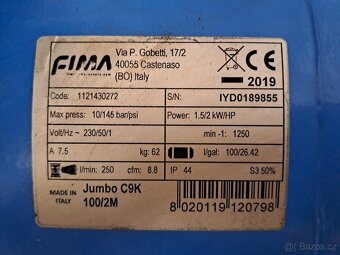 FIMA
Via P. Gobetti, 17/2
40055 Castenaso
(BO) Italy
2019
Code: 1121430272
S/N: IYD0189855
Max press: 10/145 bar/psi
Power: 1.5/2 kW/HP
Volt/Hz~ 230/50/1
min -1: 1250
A 7.5
kg: 62
l/gal: 100/26.42
l/min: 250
cfm: 8.8
IP 44
S3 50%
MADE IN ITALY
Jumbo C9K
100/2M
8 020119 120798
bazos.cz